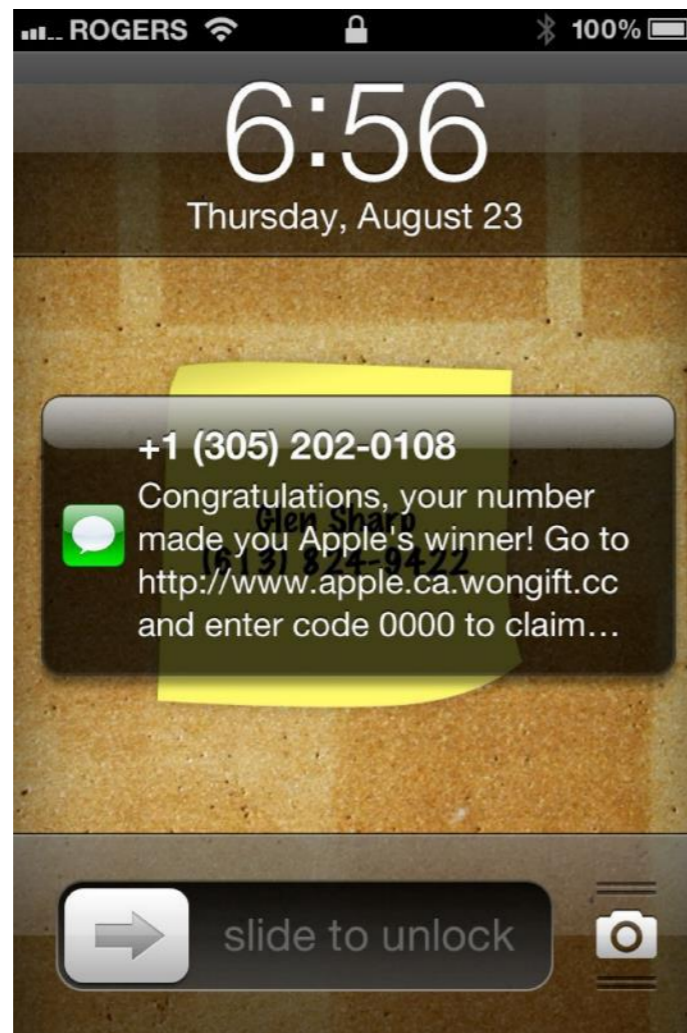 ROGERS 100%
6:56
Thursday, August 23
+1 (305) 202-0108
Congratulations, your number
made you Apple's winner! Go to
http://www.apple.ca.wongift.cc
and enter code 0000 to claim...
Glen Sharp
(613) 824-9422
slide to unlock